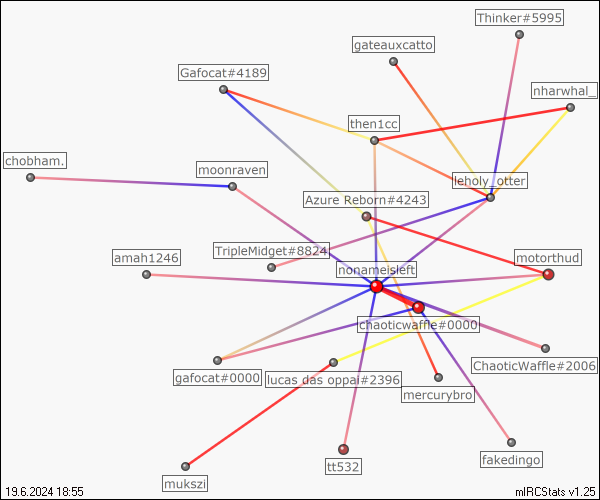 Thinker#5995
gateauxcatto
Gafocat#4189
nharwhal_
then1cc
chobham.
moonraven
leholy_otter
Azure Reborn#4243
amah1246
TripleMidget#8824
motorthud
nonameisleft
chaoticwaffle#0000
ChaoticWaffle#2006
gafocat#0000
lucas das oppai#2396
mercurybro
fakedingo
tt532
mukszi
19.6.2024 18:55
mIRCStats v1.25